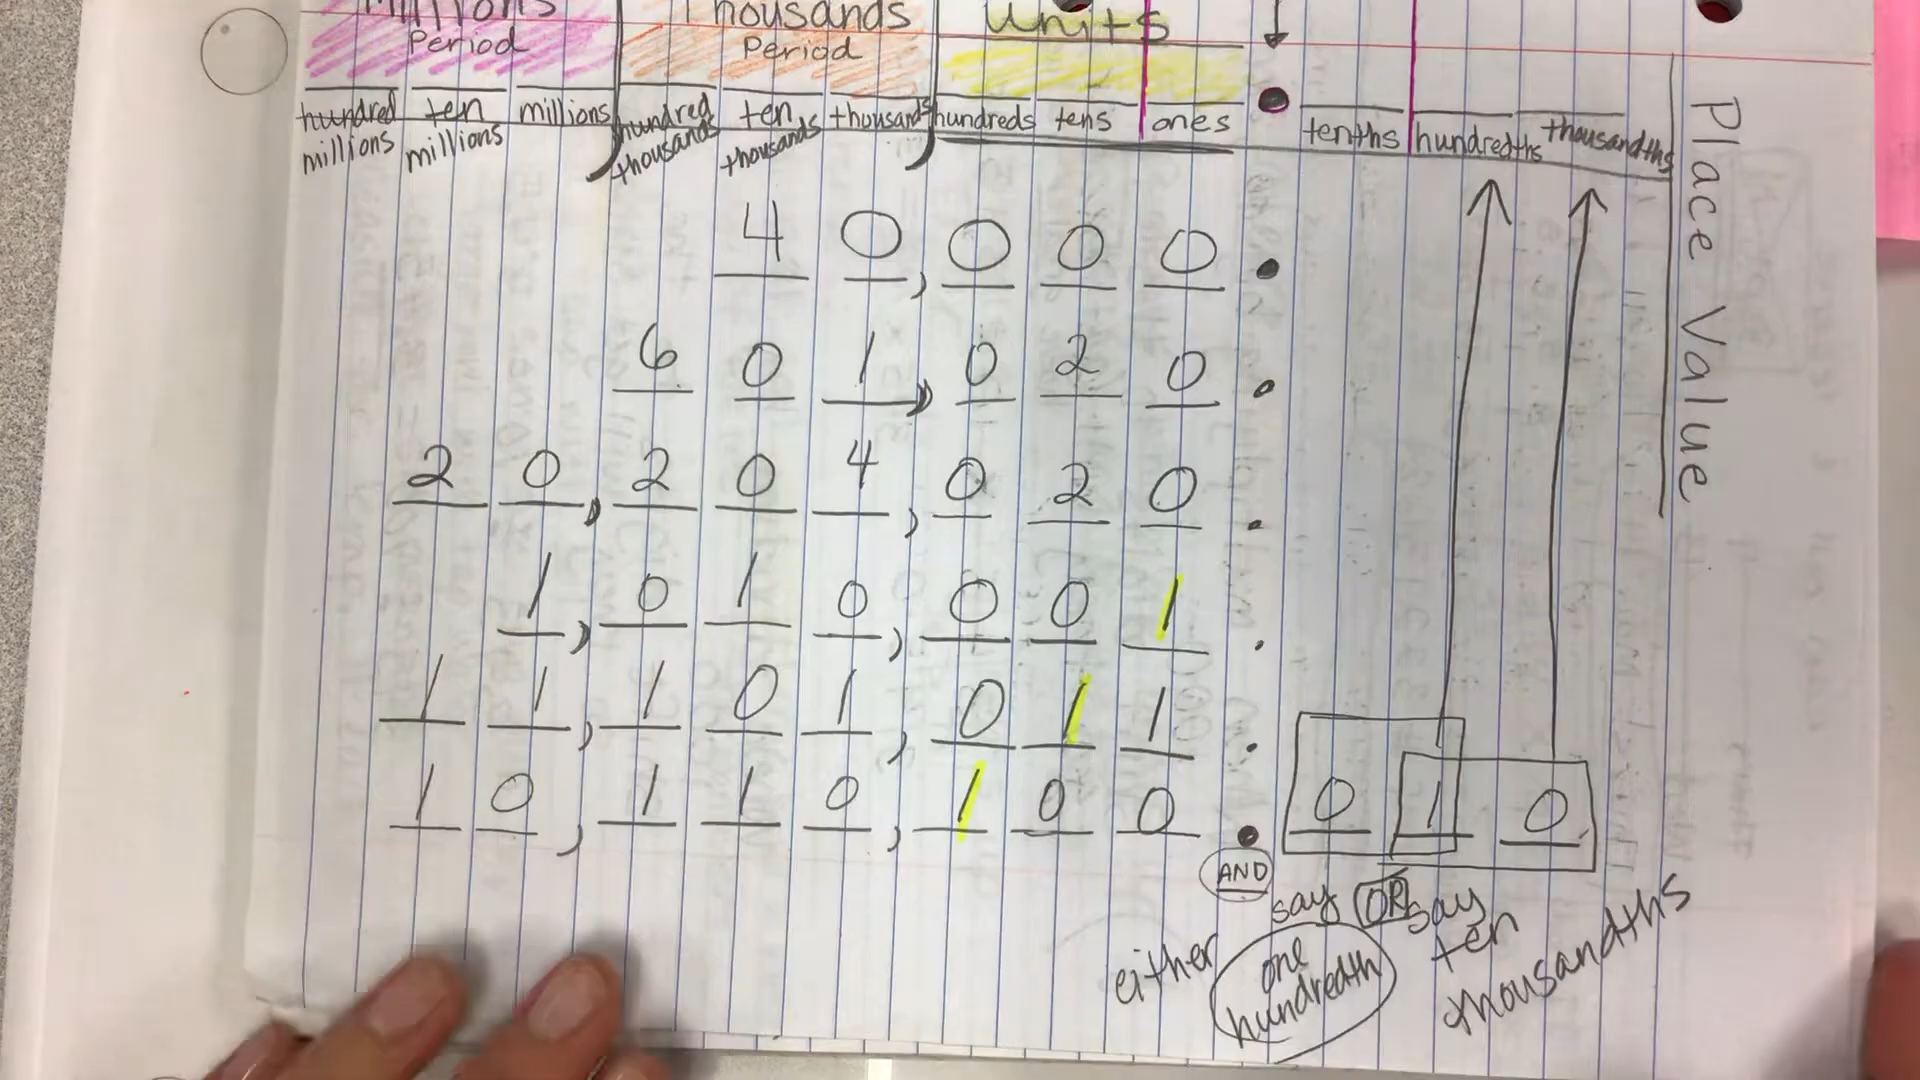 Millions Thousands Units
Period Period
hundred millions ten millions millions hundred thousands ten thousands thousands hundreds tens ones . tenths hundredths thousandths
Place Value
4 0, 0 0 0 .
6 0 1, 0 2 0 .
2 0, 2 0 4, 0 2 0 .
1, 0 1 0, 0 0 1 .
1 1, 1 0 1, 0 1 1 .
1 0, 1 1 0, 1 0 0 . 0 1 0
AND
either say one hundredth
OR
say ten thousandths